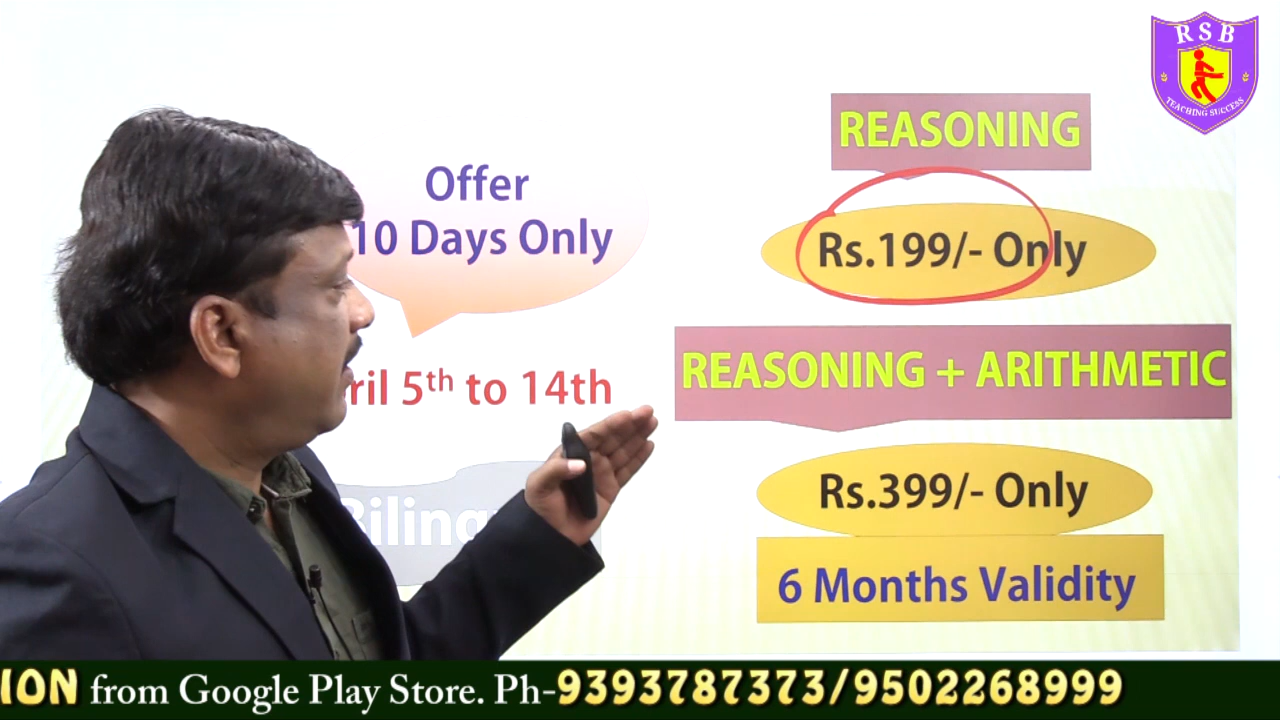 RSB
TEACHING SUCCESS
Offer
10 Days Only
ril 5th to 14th
REASONING
Rs.199/- Only
REASONING + ARITHMETIC
Rs.399/- Only
6 Months Validity
ION from Google Play Store. Ph-9393787373/9502268999